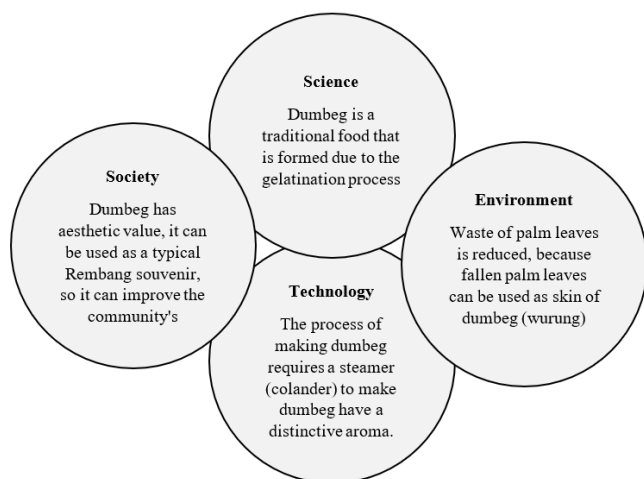 Science
Dumbeg is a
traditional food that
is formed due to the
gelatination process
Society
Dumbeg has
aesthetic value, it can
be used as a typical
Rembang souvenir,
so it can improve the
community's
Environment
Waste of palm leaves
is reduced, because
fallen palm leaves
can be used as skin of
dumbeg (wurung)
Technology
The process of
making dumbeg
requires a steamer
(colander) to make
dumbeg have a
distinctive aroma.